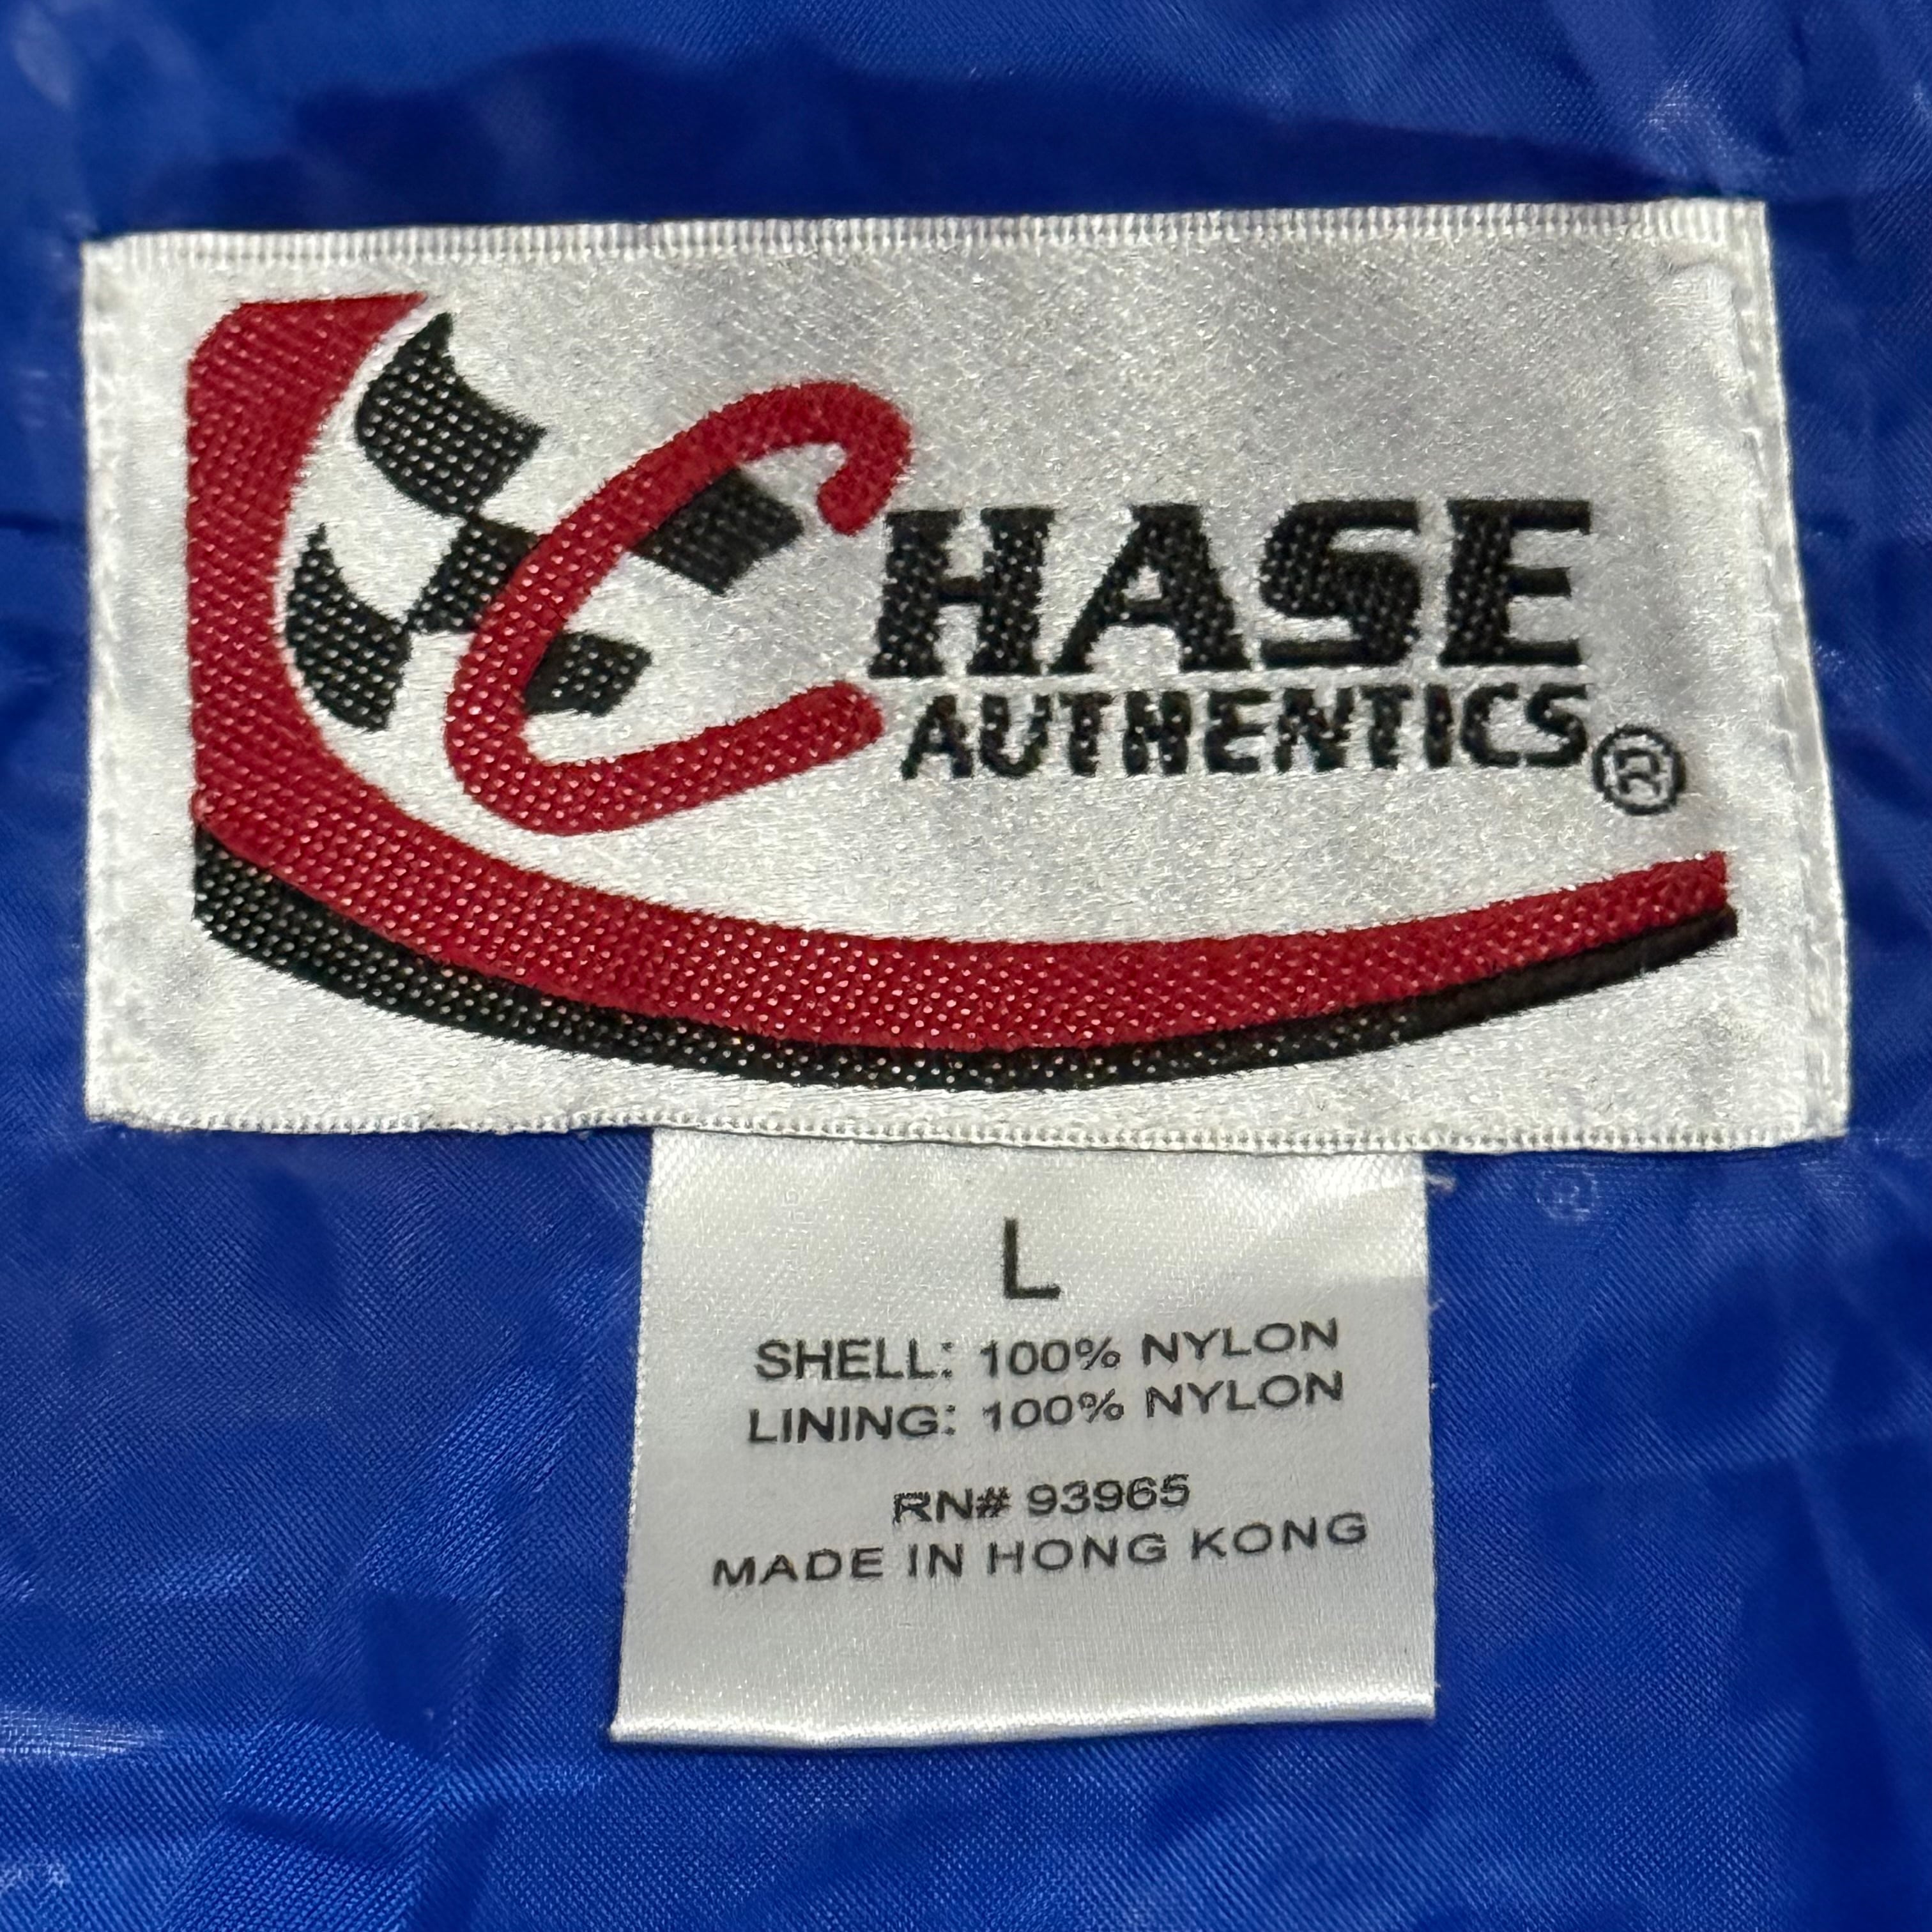 CHASE
AUTHENTICS®
L
SHELL: 100% NYLON
LINING: 100% NYLON
RN# 93965
MADE IN HONG KONG